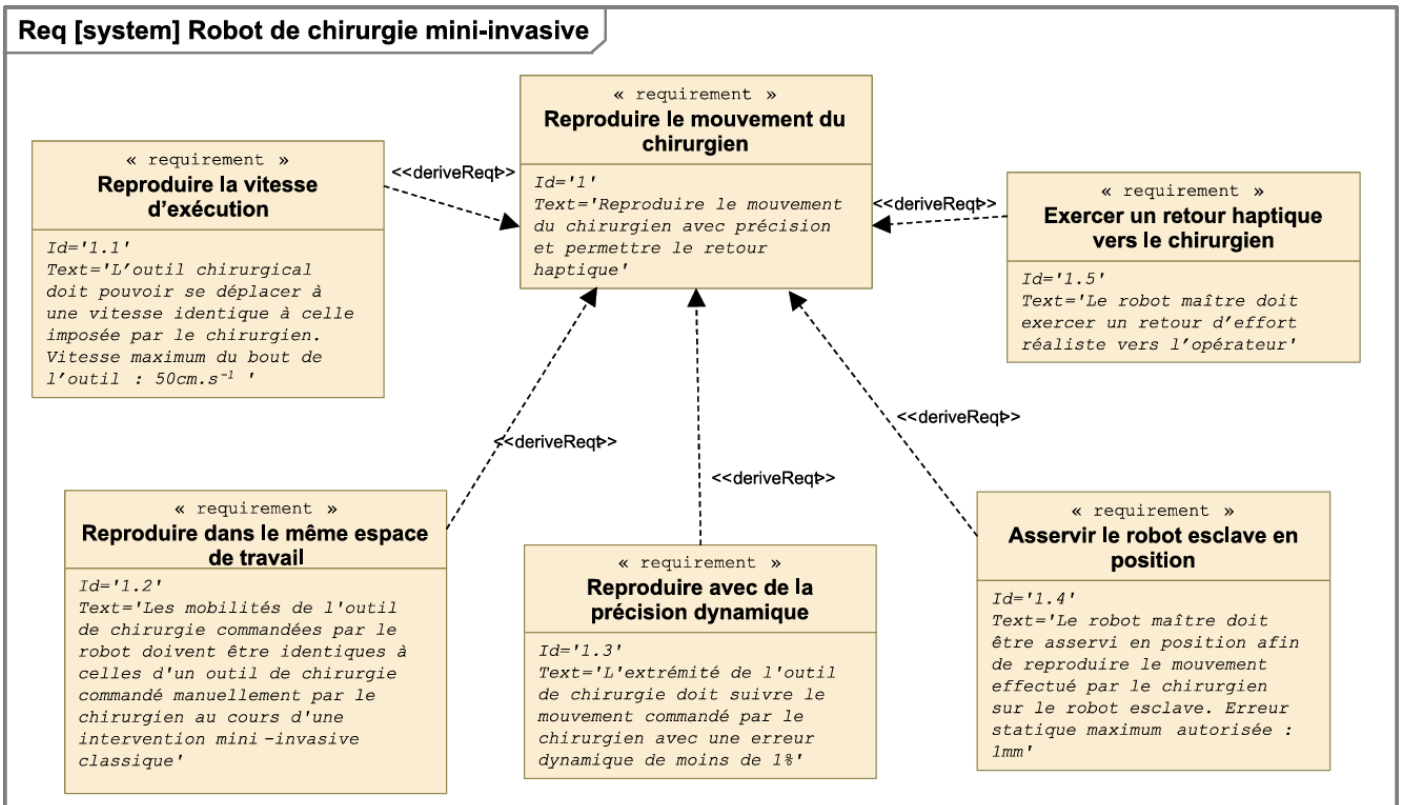 Req [system] Robot de chirurgie mini-invasive
« requirement »
Reproduire le mouvement du
chirurgien
Id='1'
Text='Reproduire le mouvement
du chirurgien avec précision
et permettre le retour
haptique'
« requirement »
Reproduire la vitesse
d’exécution
Id='1.1'
Text='L’outil chirurgical
doit pouvoir se déplacer à
une vitesse identique à celle
imposée par le chirurgien.
Vitesse maximum du bout de
l’outil : 50cm.s⁻¹ '
<<deriveReqt>>
<<deriveReqt>>
« requirement »
Exercer un retour haptique
vers le chirurgien
Id='1.5'
Text='Le robot maître doit
exercer un retour d’effort
réaliste vers l’opérateur'
<<deriveReqt>>
<<deriveReqt>>
<<deriveReqt>>
« requirement »
Reproduire dans le même espace
de travail
Id='1.2'
Text='Les mobilités de l'outil
de chirurgie commandées par le
robot doivent être identiques à
celles d'un outil de chirurgie
commandé manuellement par le
chirurgien au cours d'une
intervention mini-invasive
classique'
« requirement »
Reproduire avec de la
précision dynamique
Id='1.3'
Text='L'extrémité de l'outil
de chirurgie doit suivre le
mouvement commandé par le
chirurgien avec une erreur
dynamique de moins de 1%'
« requirement »
Asservir le robot esclave en
position
Id='1.4'
Text='Le robot maître doit
être asservi en position afin
de reproduire le mouvement
effectué par le chirurgien
sur le robot esclave. Erreur
statique maximum autorisée :
1mm'